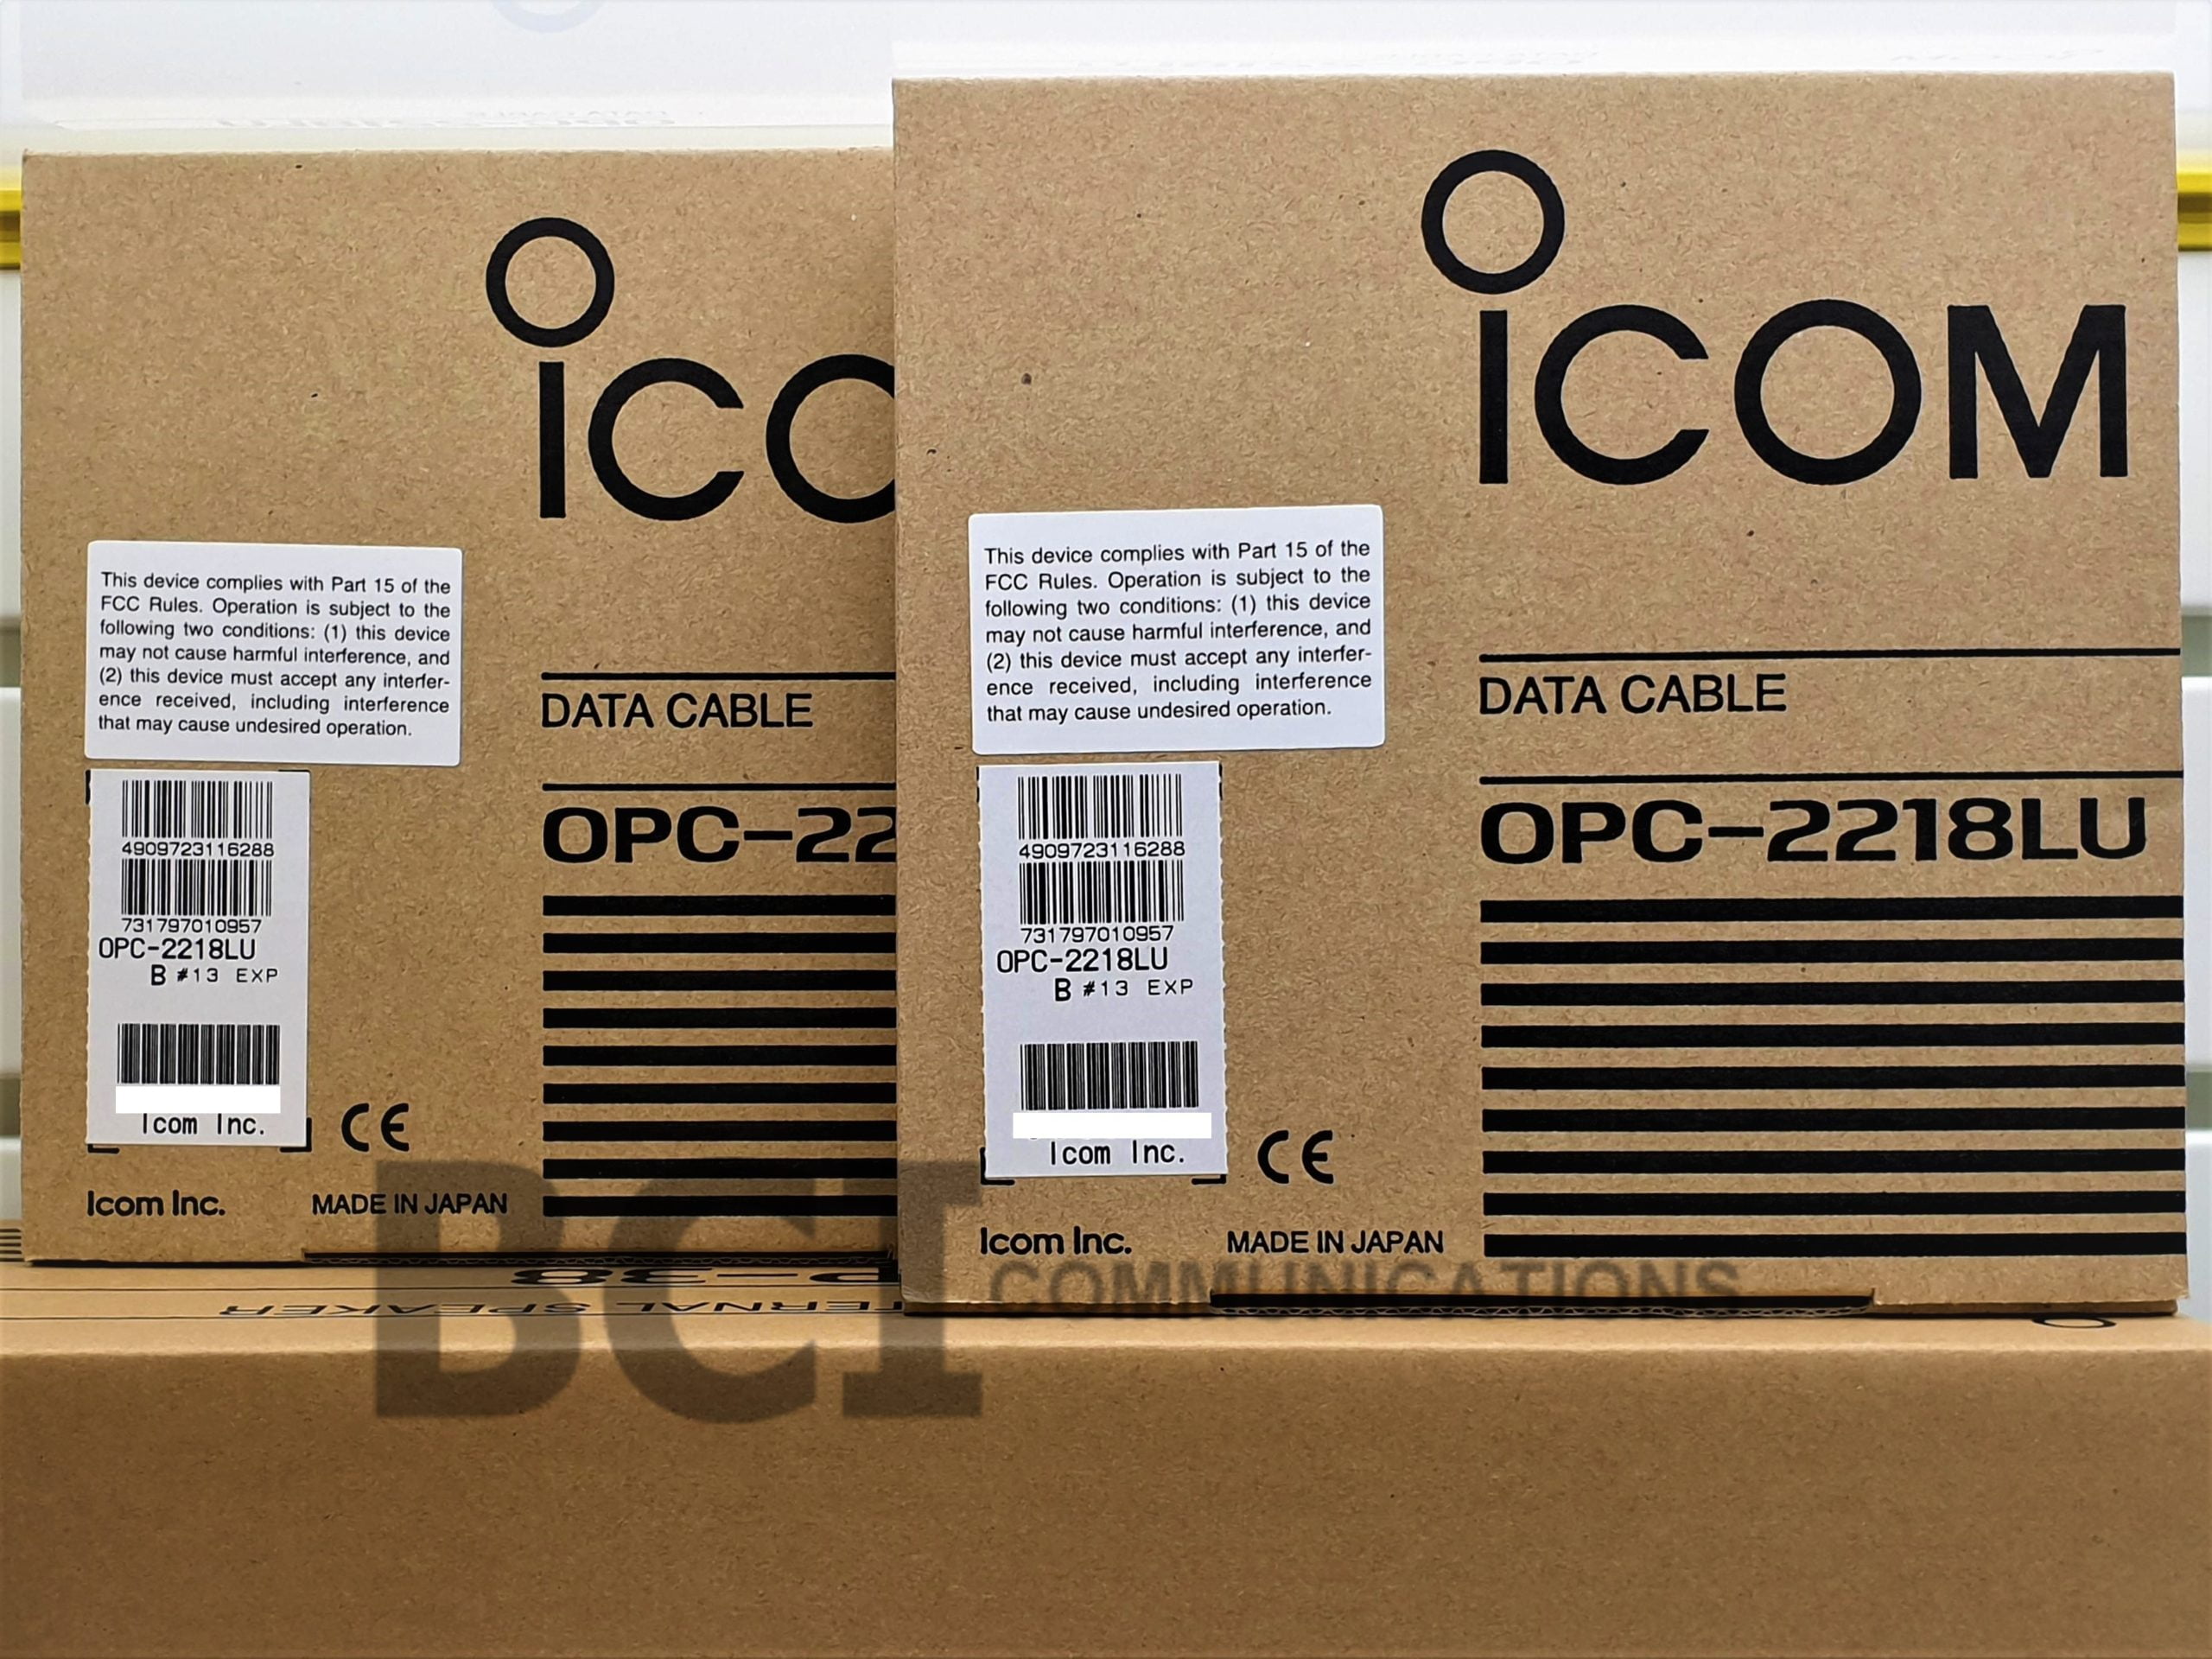 ICO
This device complies with Part 15 of the
FCC Rules. Operation is subject to the
following two conditions: (1) this device
may not cause harmful interference, and
(2) this device must accept any interfer-
ence received, including interference
that may cause undesired operation.
DATA CABLE
OPC-22
4909723116288
731797010957
OPC-2218LU
B #13 EXP
Icom Inc.
CE
Icom Inc.
MADE IN JAPAN
ICOM
This device complies with Part 15 of the
FCC Rules. Operation is subject to the
following two conditions: (1) this device
may not cause harmful interference, and
(2) this device must accept any interfer-
ence received, including interference
that may cause undesired operation.
DATA CABLE
OPC-2218LU
4909723116288
731797010957
OPC-2218LU
B #13 EXP
Icom Inc.
CE
Icom Inc.
MADE IN JAPAN
BCI
COMMUNICATIONS
P-38
TERNAL SPEAKER